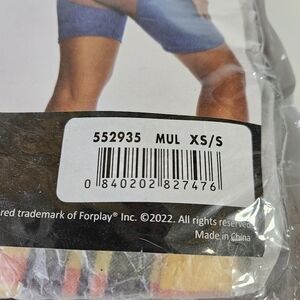 552935 MUL XS/S
0 840202 827476
red trademark of Forplay® Inc. ©2022. All rights reserved
Made in China